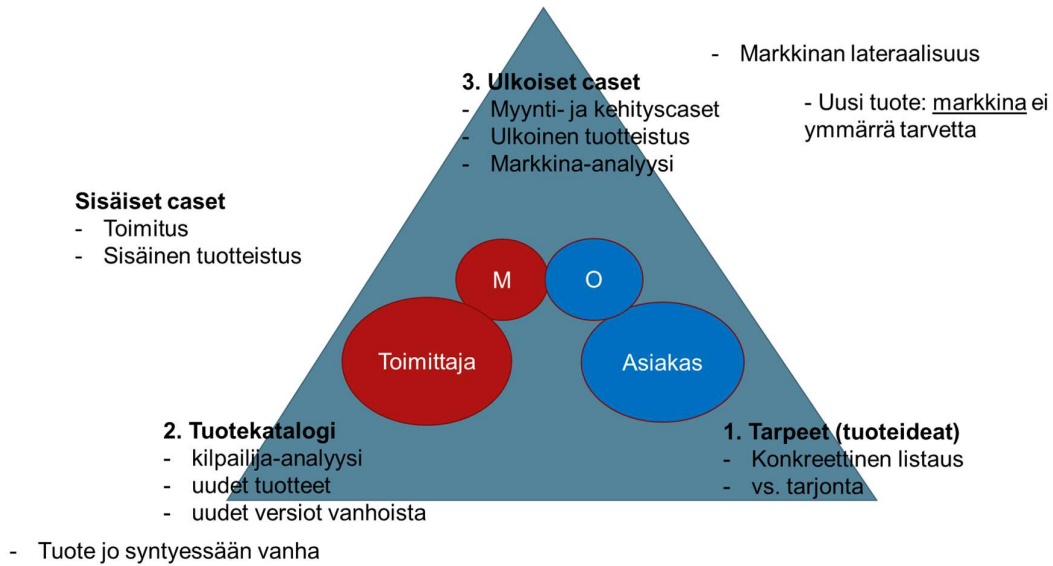 - Markkinan lateraalisuus
- Uusi tuote: markkina ei
ymmärrä tarvetta
3. Ulkoiset caset
- Myynti- ja kehityscaset
- Ulkoinen tuotteistus
- Markkina-analyysi
Sisäiset caset
- Toimitus
- Sisäinen tuotteistus
M
O
Toimittaja
Asiakas
2. Tuotekatalogi
- kilpailija-analyysi
- uudet tuotteet
- uudet versiot vanhoista
1. Tarpeet (tuoteideat)
- Konkreettinen listaus
- vs. tarjonta
- Tuote jo syntyessään vanha